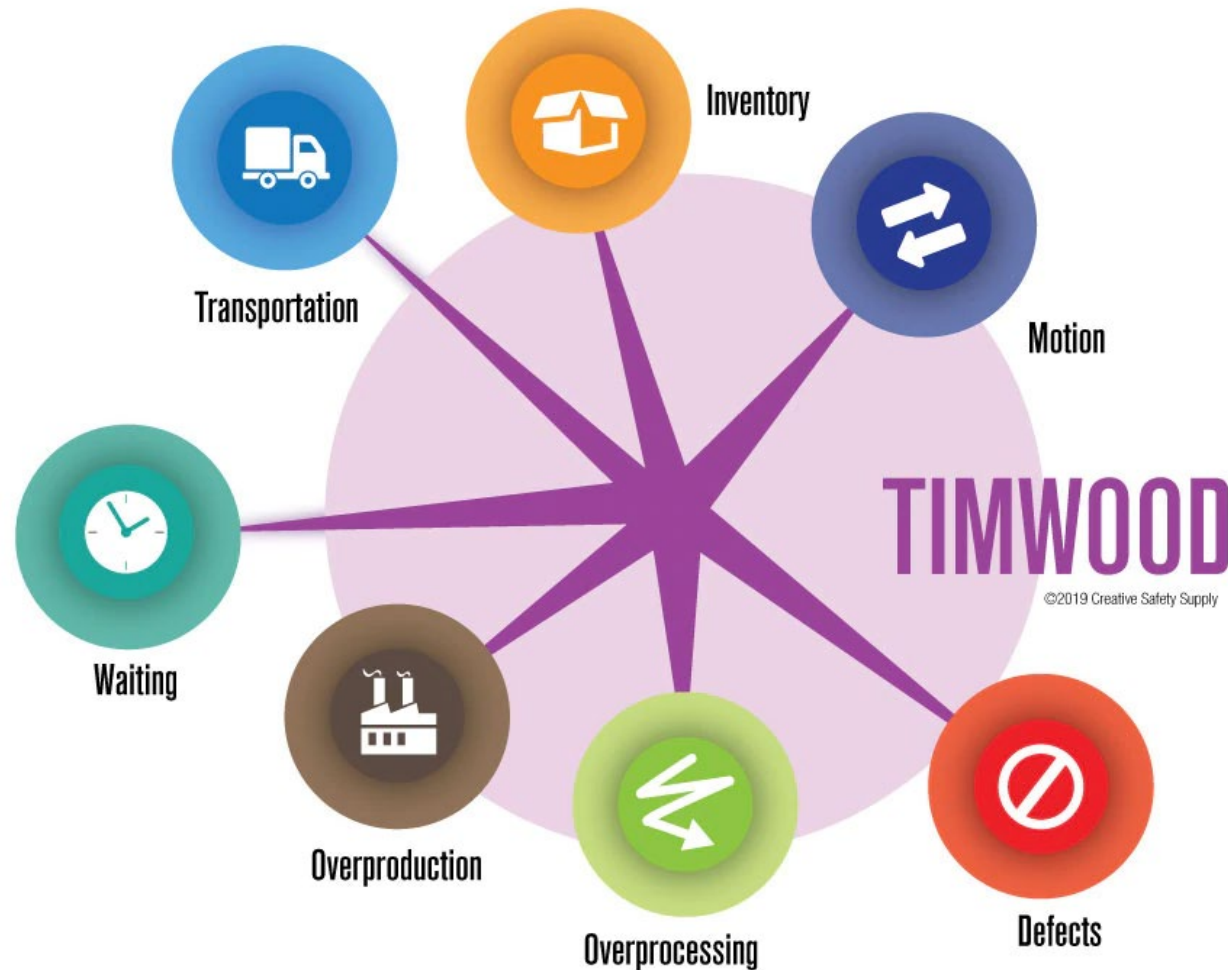 Inventory
Transportation
Motion
TIMWOOD
©2019 Creative Safety Supply
Waiting
Overproduction
Overprocessing
Defects